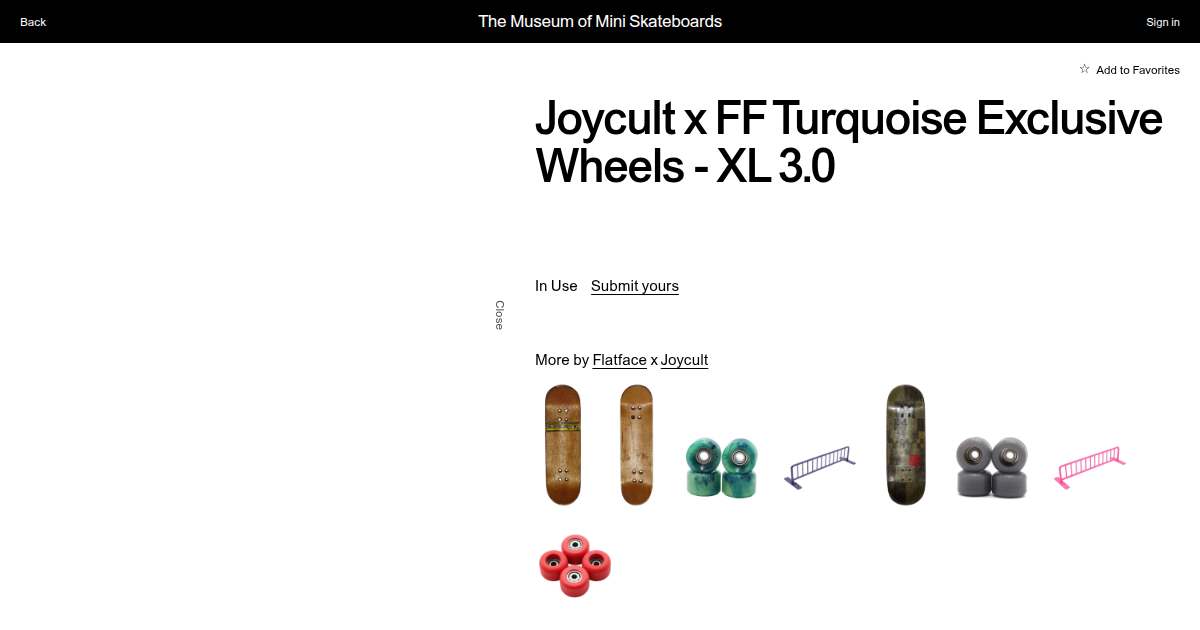 Back
The Museum of Mini Skateboards
Sign in
☆ Add to Favorites
Joycult x FF Turquoise Exclusive
Wheels - XL 3.0
In Use Submit yours
Close
More by Flatface x Joycult